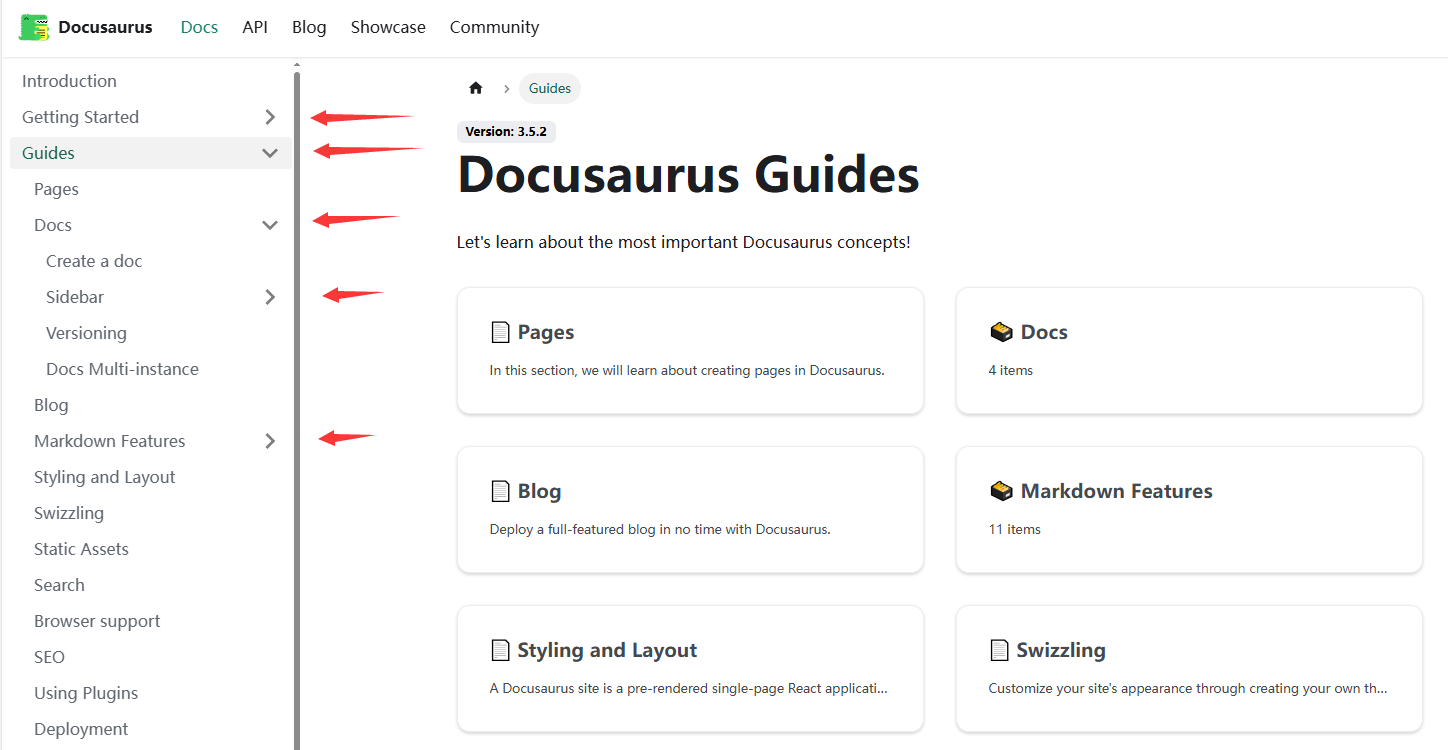 Docusaurus Docs API Blog Showcase Community
Introduction
Getting Started
Guides
Pages
Docs
Create a doc
Sidebar
Versioning
Docs Multi-instance
Blog
Markdown Features
Styling and Layout
Swizzling
Static Assets
Search
Browser support
SEO
Using Plugins
Deployment
Guides
Version: 3.5.2
Docusaurus Guides
Let's learn about the most important Docusaurus concepts!
Pages
In this section, we will learn about creating pages in Docusaurus.
Docs
4 items
Blog
Deploy a full-featured blog in no time with Docusaurus.
Markdown Features
11 items
Styling and Layout
A Docusaurus site is a pre-rendered single-page React applicati...
Swizzling
Customize your site's appearance through creating your own th...